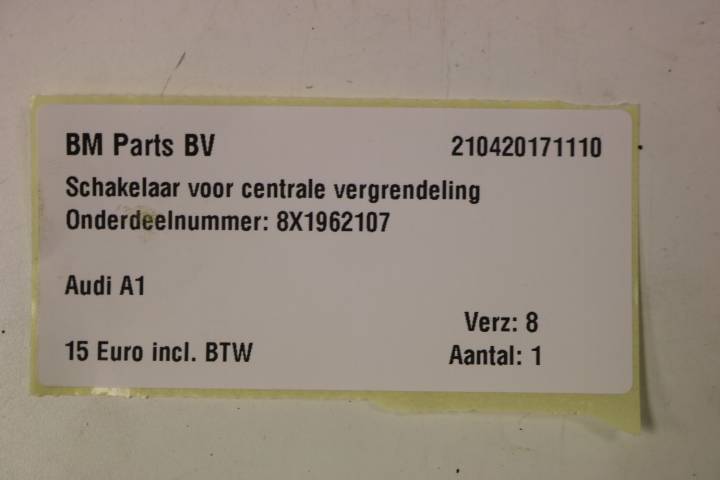 BM Parts BV 210420171110
Schakelaar voor centrale vergrendeling
Onderdeelnummer: 8X1962107
Audi A1
Verz: 8
15 Euro incl. BTW Aantal: 1